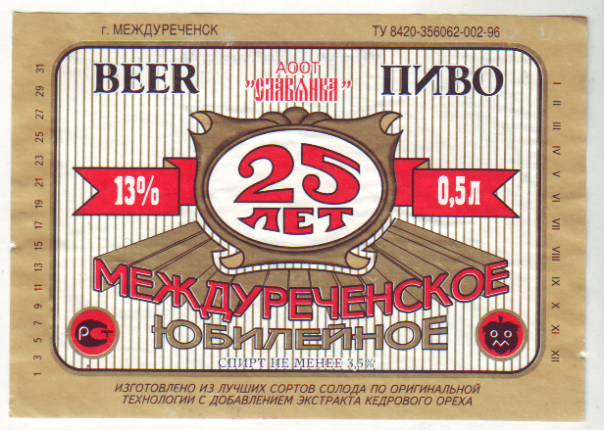 г. МЕЖДУРЕЧЕНСК
ТУ 8420-356062-002-96
BEER
АООТ
"СЛАВЯНКА"
ПИВО
13%
25
ЛЕТ
0,5 л
МЕЖДУРЕЧЕНСКОЕ
ЮБИЛЕЙНОЕ
СПИРТ НЕ МЕНЕЕ 3,5%
ИЗГОТОВЛЕНО ИЗ ЛУЧШИХ СОРТОВ СОЛОДА ПО ОРИГИНАЛЬНОЙ
ТЕХНОЛОГИИ С ДОБАВЛЕНИЕМ ЭКСТРАКТА КЕДРОВОГО ОРЕХА
1 3 5 7 9 11 13 15 17 19 21 23 25 27 29 31
I II III IV V VI VII VIII IX X XI XII
РСТ